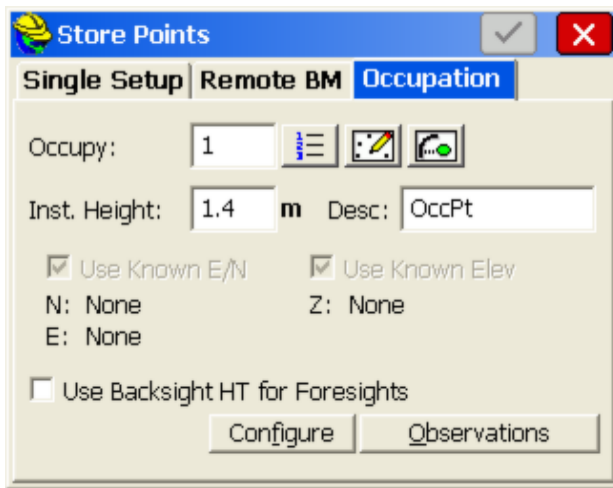 Store Points
Single Setup Remote BM Occupation
Occupy: 1
Inst. Height: 1.4 m Desc: OccPt
Use Known E/N Use Known Elev
N: None Z: None
E: None
Use Backsight HT for Foresights
Configure Observations